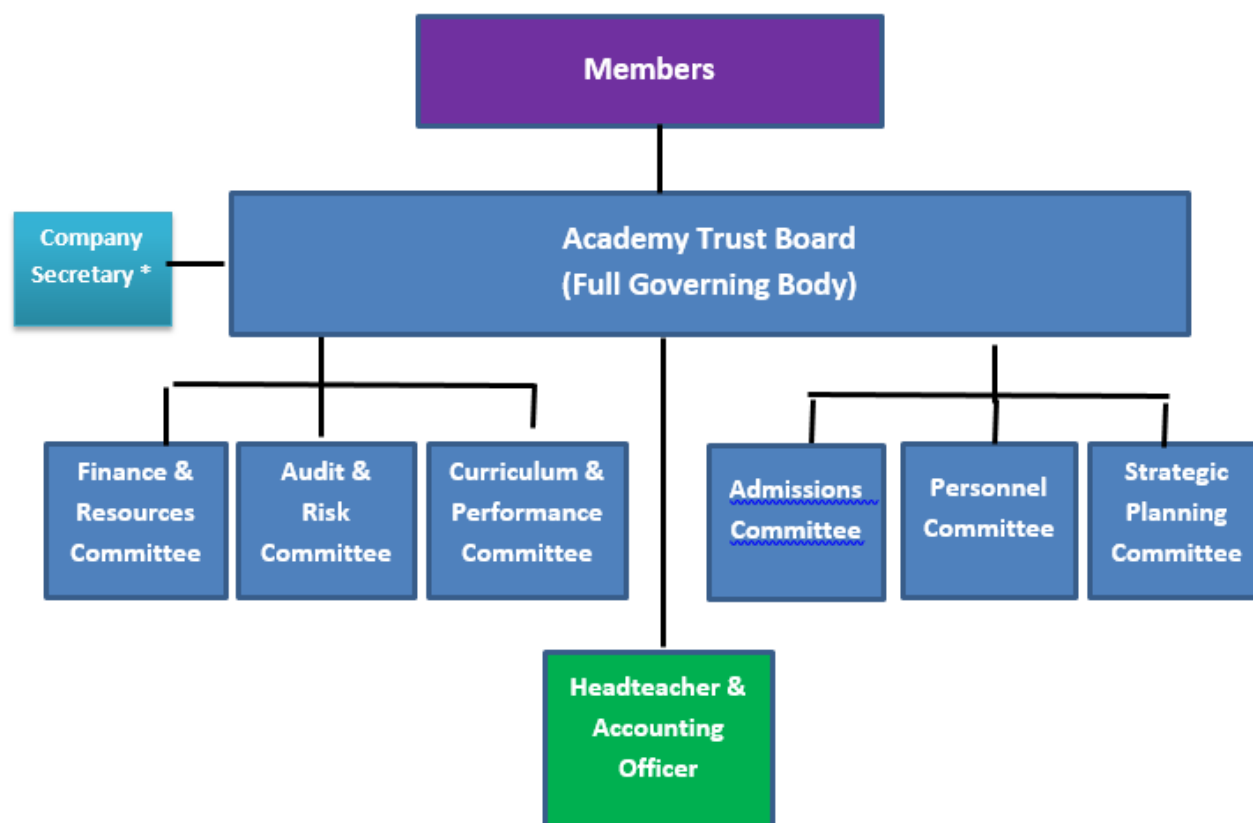 Members
Academy Trust Board
(Full Governing Body)
Company
Secretary *
Finance &
Resources
Committee
Audit &
Risk
Committee
Curriculum &
Performance
Committee
Admissions
Committee
Personnel
Committee
Strategic
Planning
Committee
Headteacher &
Accounting
Officer